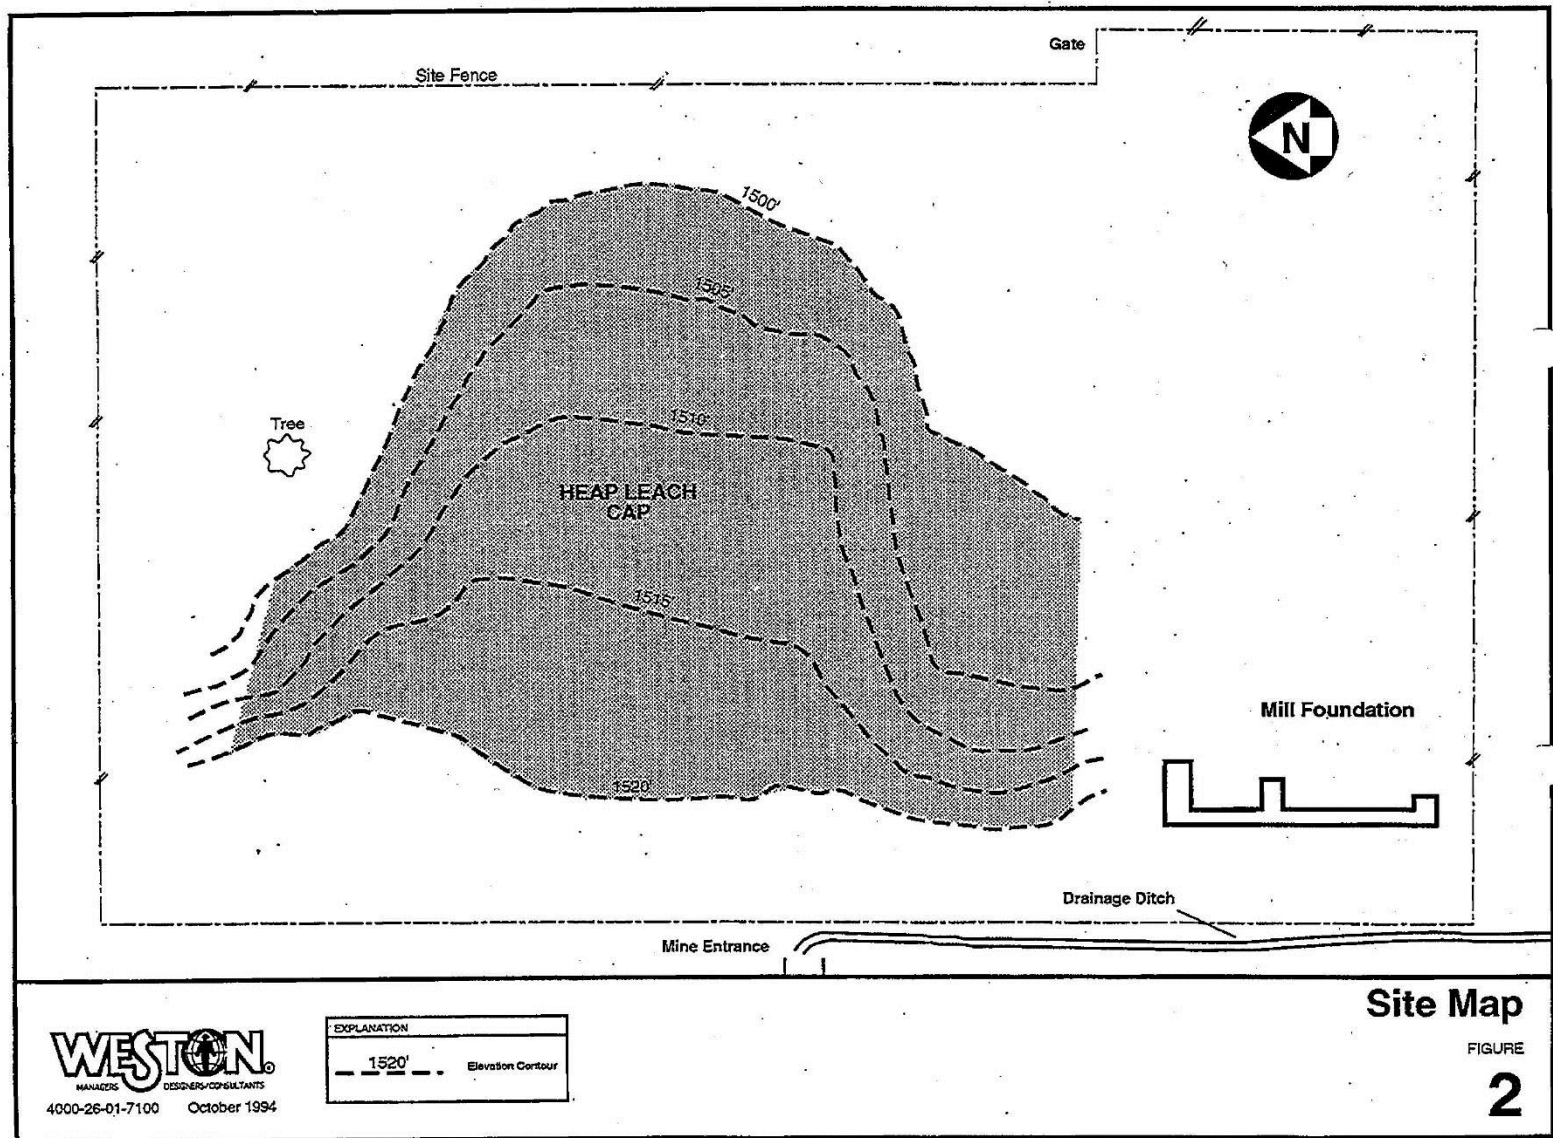 Gate
Site Fence
N
1500'
1505'
Tree
1510'
HEAP LEACH
CAP
1515'
Mill Foundation
1520'
Drainage Ditch
Mine Entrance
Site Map
FIGURE
2
WESTON®
MANAGERS DESIGNERS/CONSULTANTS
4000-26-01-7100 October 1994
EXPLANATION
1520' Elevation Contour